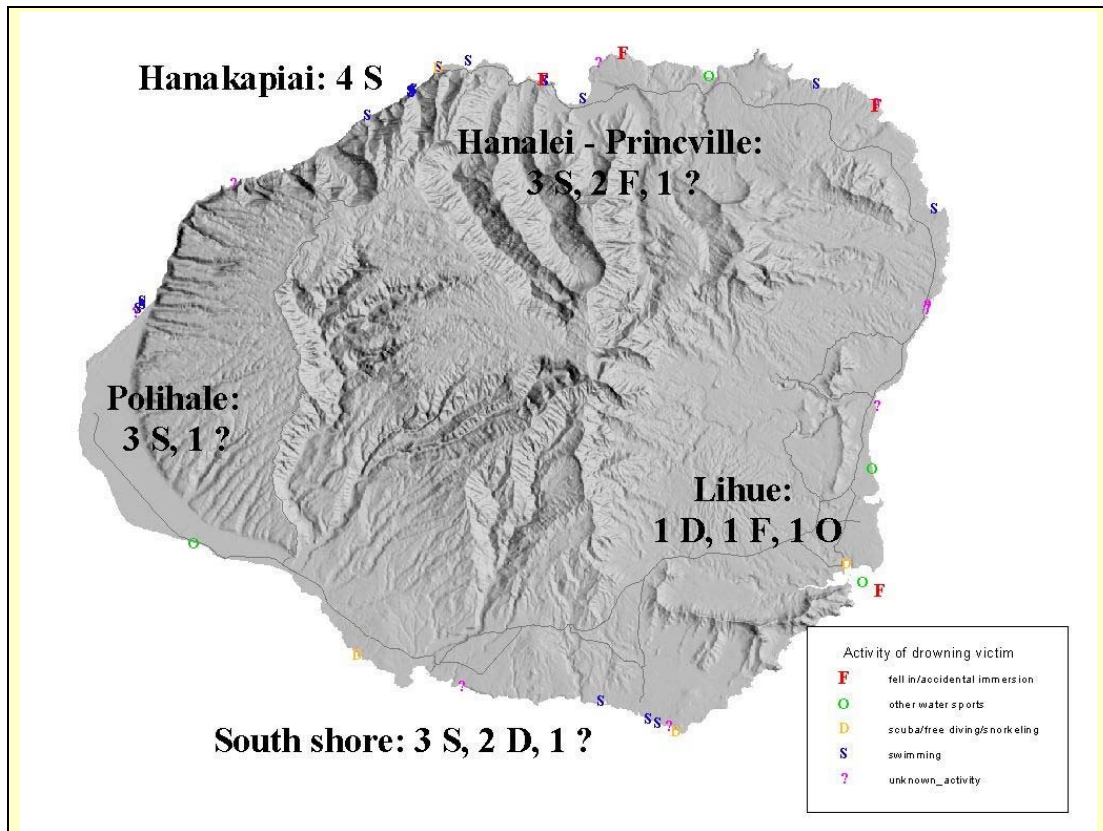 Hanakapiai: 4 S
Hanalei - Princville:
3 S, 2 F, 1 ?
Polihale:
3 S, 1 ?
Lihue:
1 D, 1 F, 1 O
South shore: 3 S, 2 D, 1 ?
Activity of drowning victim
F fell in/accidental immersion
O other water sports
D scuba/free diving/snorkeling
S swimming
? unknown_activity